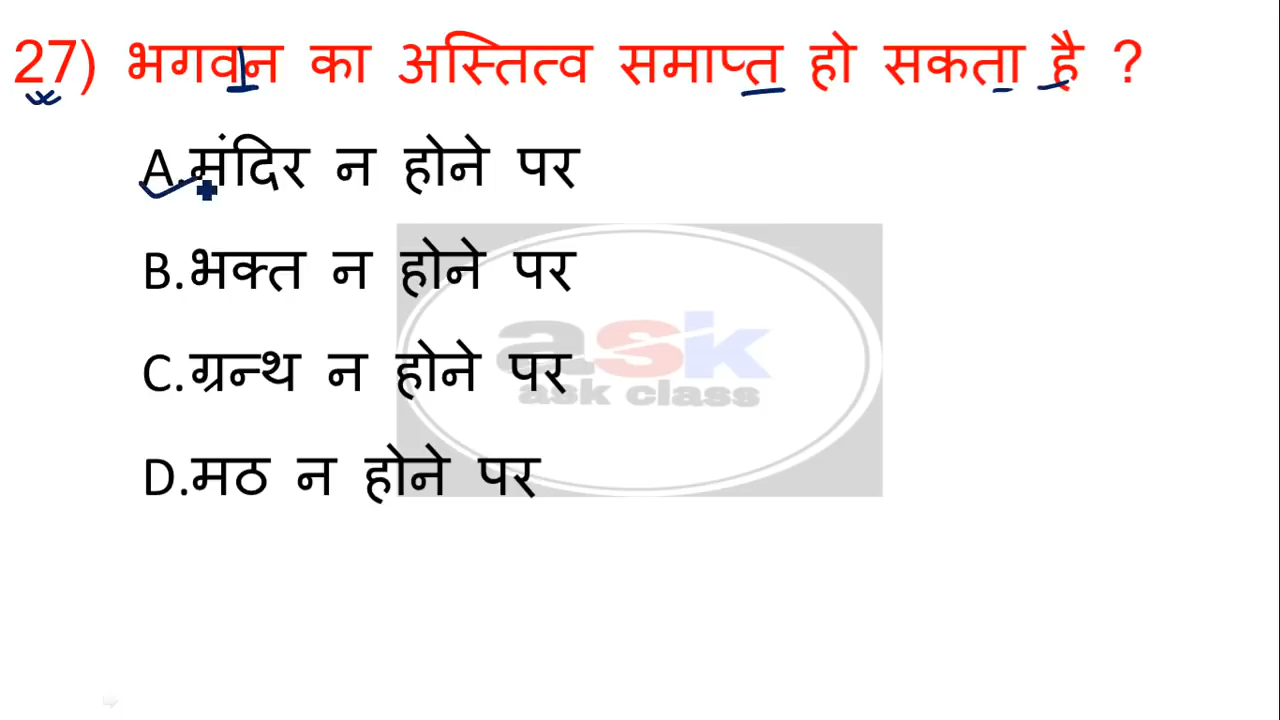 27) भगवान का अस्तित्व समाप्त हो सकता है ?
A.मंदिर न होने पर
B.भक्त न होने पर
C.ग्रन्थ न होने पर
D.मठ न होने पर
ask
ask class